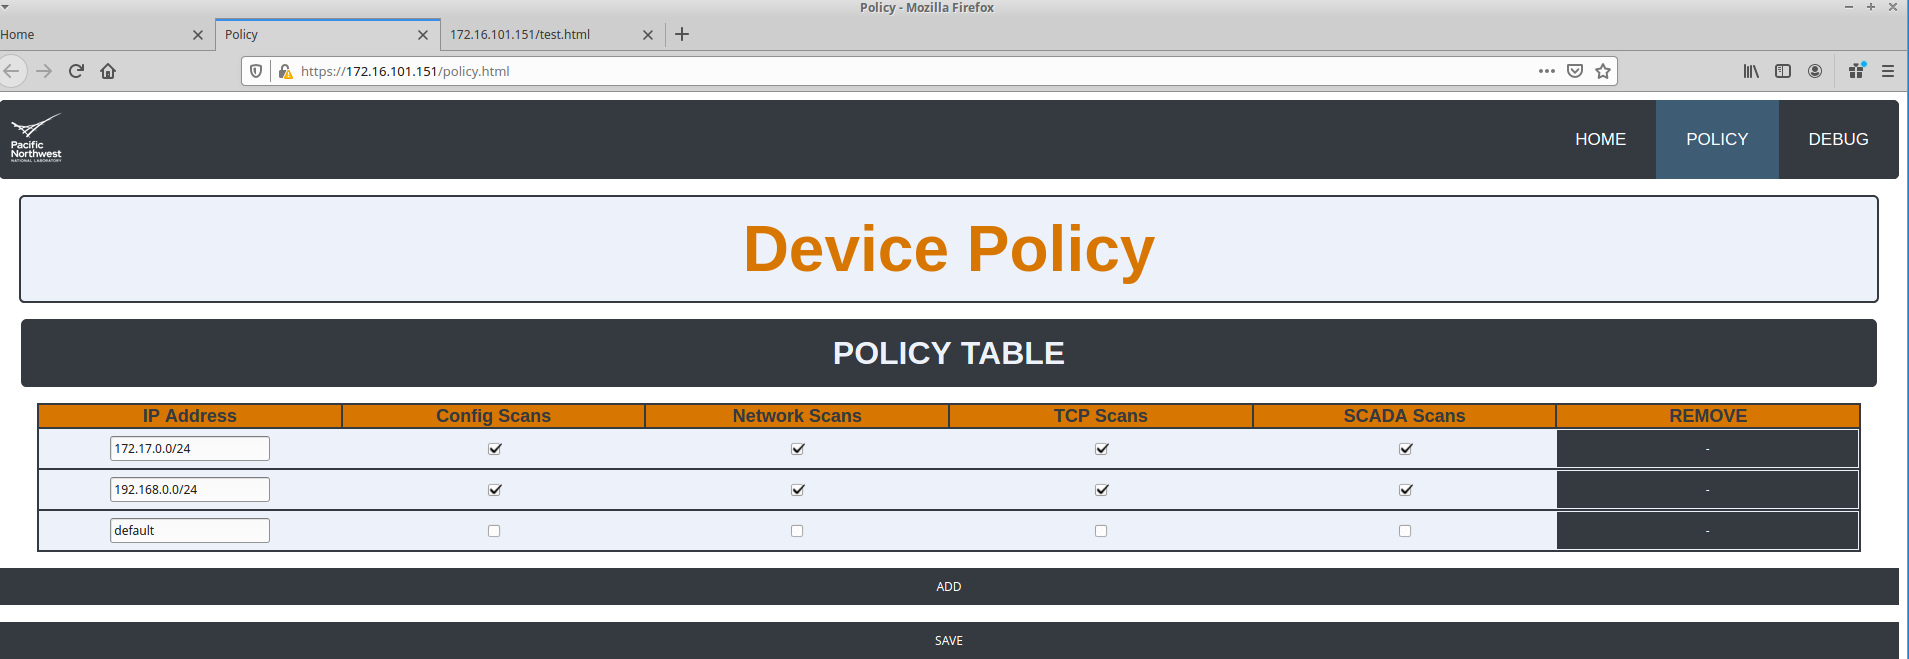 Policy - Mozilla Firefox
Home
Policy
172.16.101.151/test.html
https://172.16.101.151/policy.html
Pacific
Northwest
NATIONAL LABORATORY
HOME POLICY DEBUG
Device Policy
POLICY TABLE
IP Address Config Scans Network Scans TCP Scans SCADA Scans REMOVE
172.17.0.0/24 -
192.168.0.0/24 -
default -
ADD
SAVE